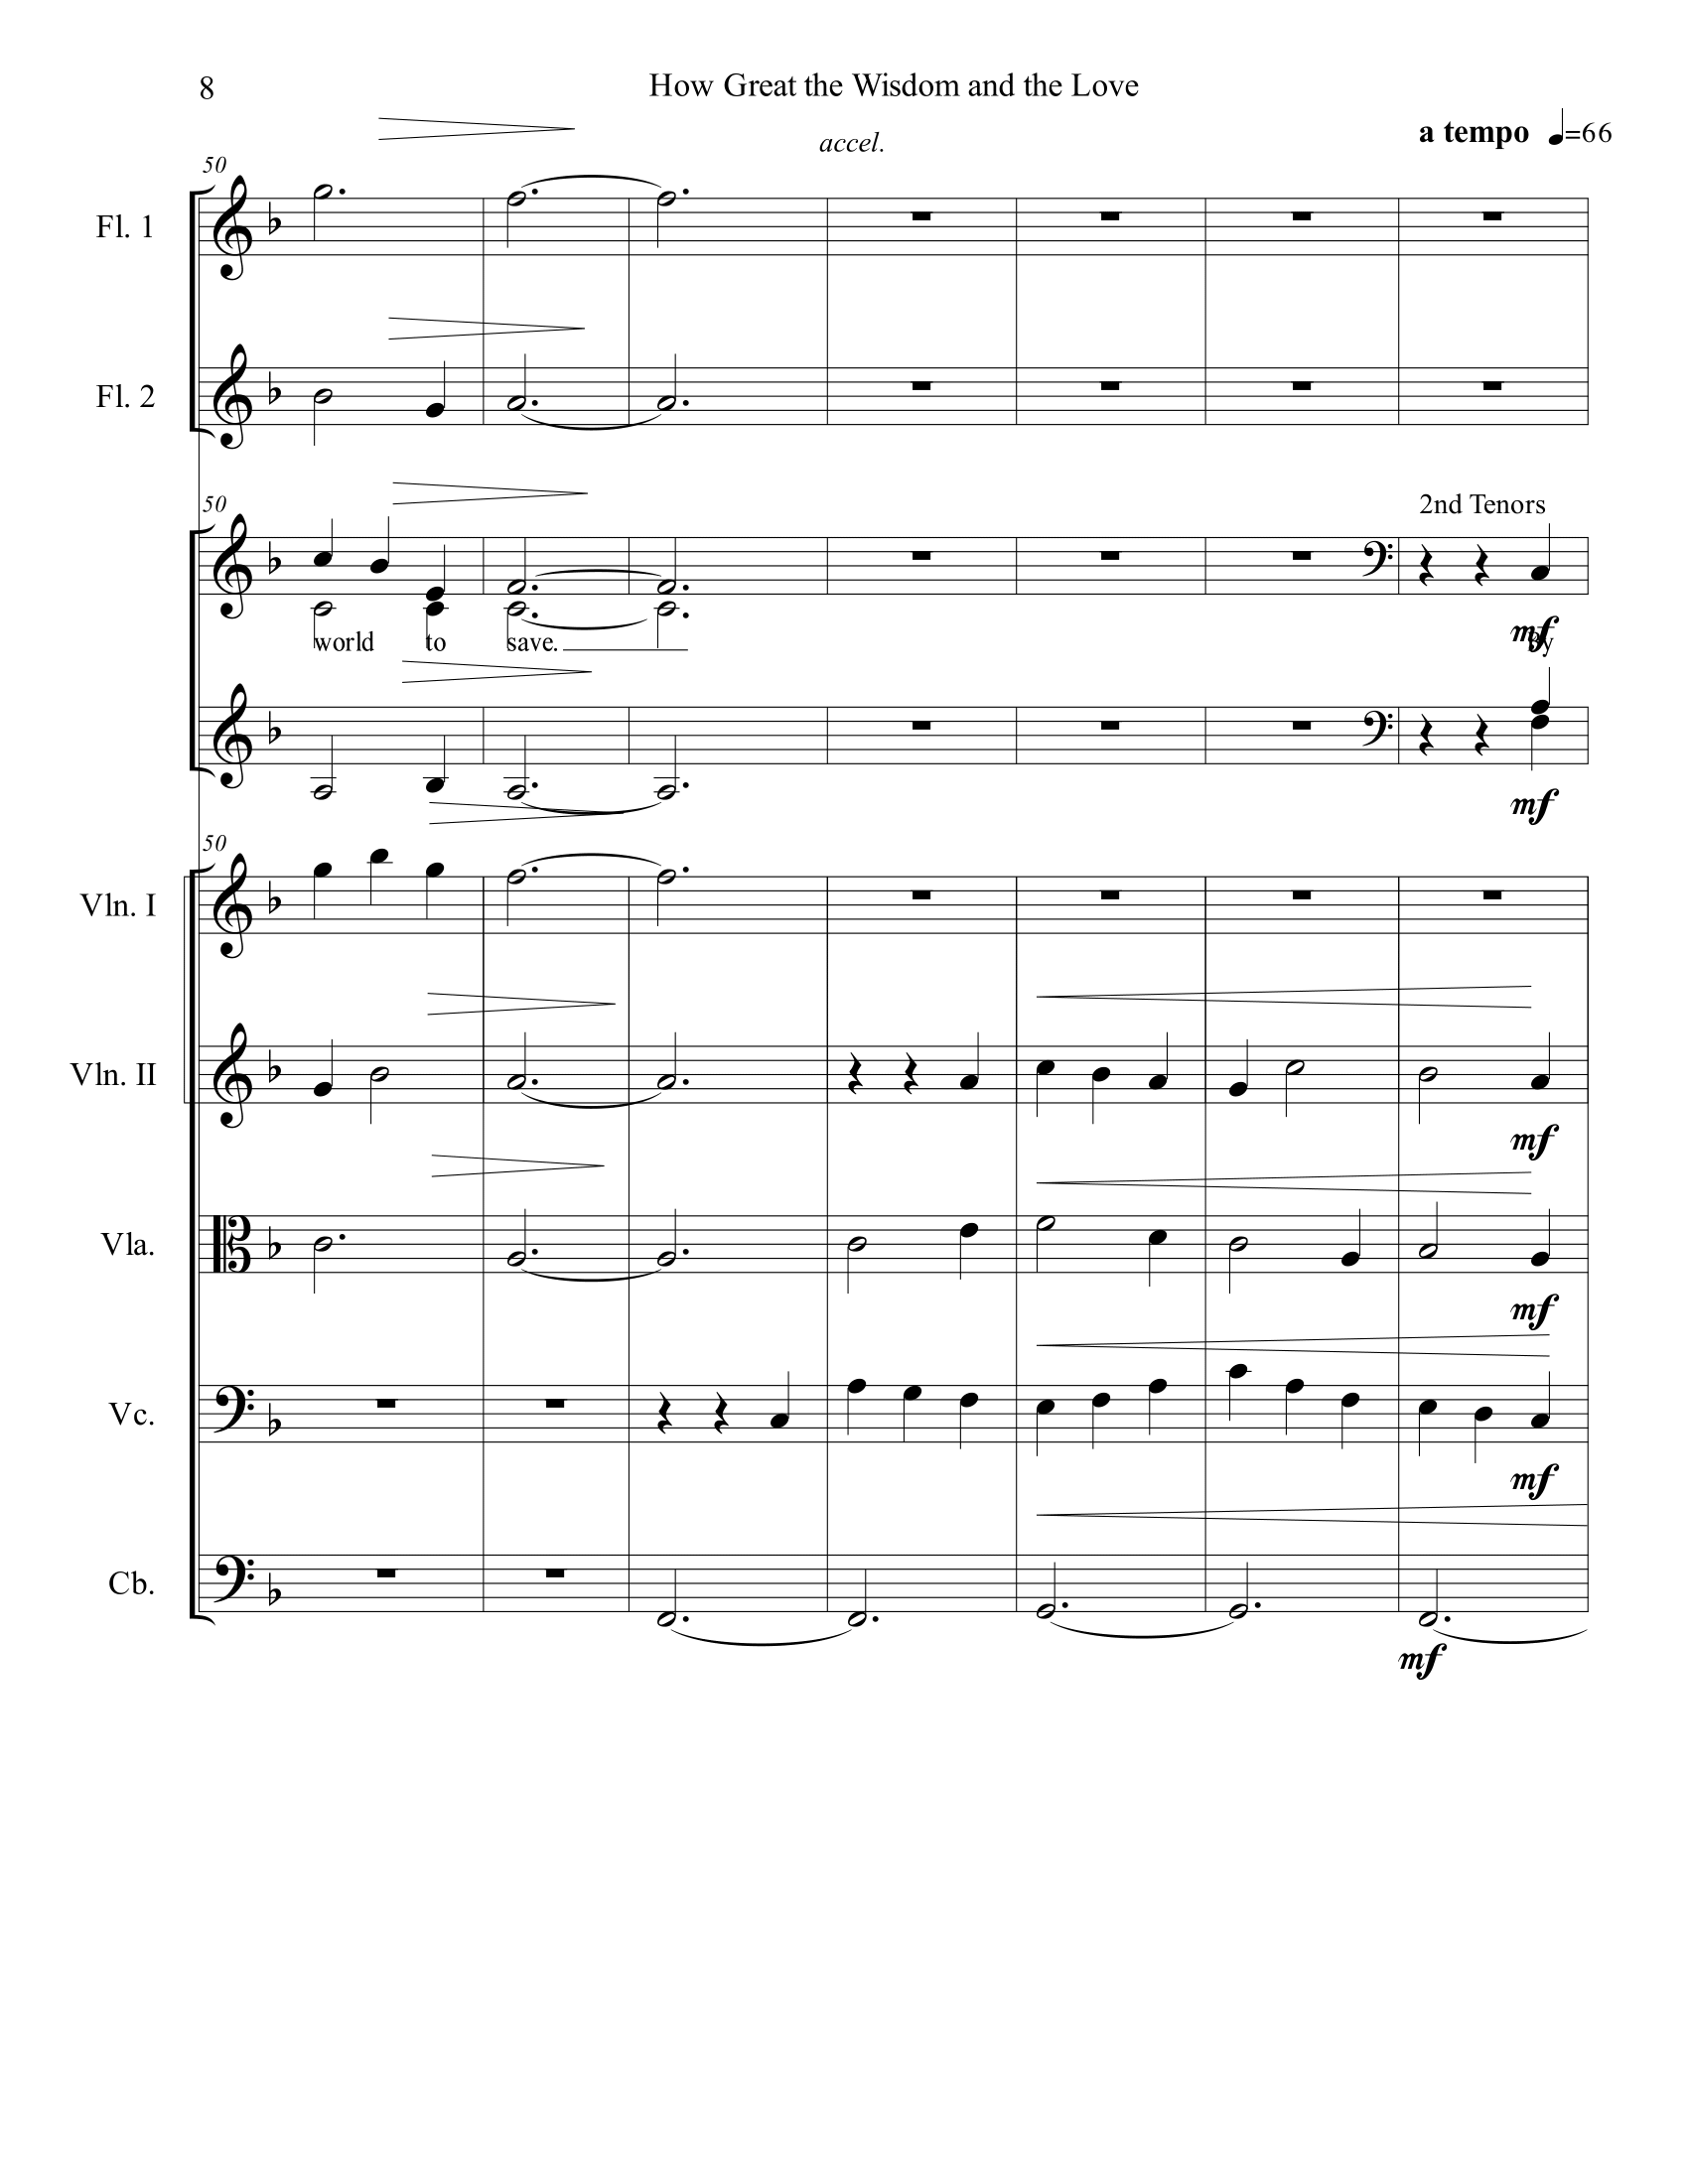 8
How Great the Wisdom and the Love
accel.
a tempo =66
50
Fl. 1
Fl. 2
50
2nd Tenors
mf
world to save. By
mf
50
Vln. I
Vln. II
mf
Vla.
mf
Vc.
mf
Cb.
mf